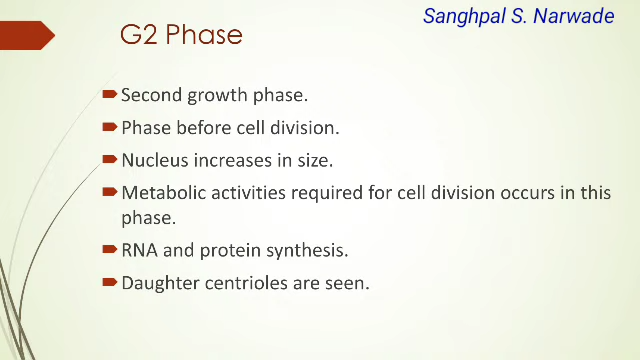 Sanghpal S. Narwade
G2 Phase
Second growth phase.
Phase before cell division.
Nucleus increases in size.
Metabolic activities required for cell division occurs in this
phase.
RNA and protein synthesis.
Daughter centrioles are seen.